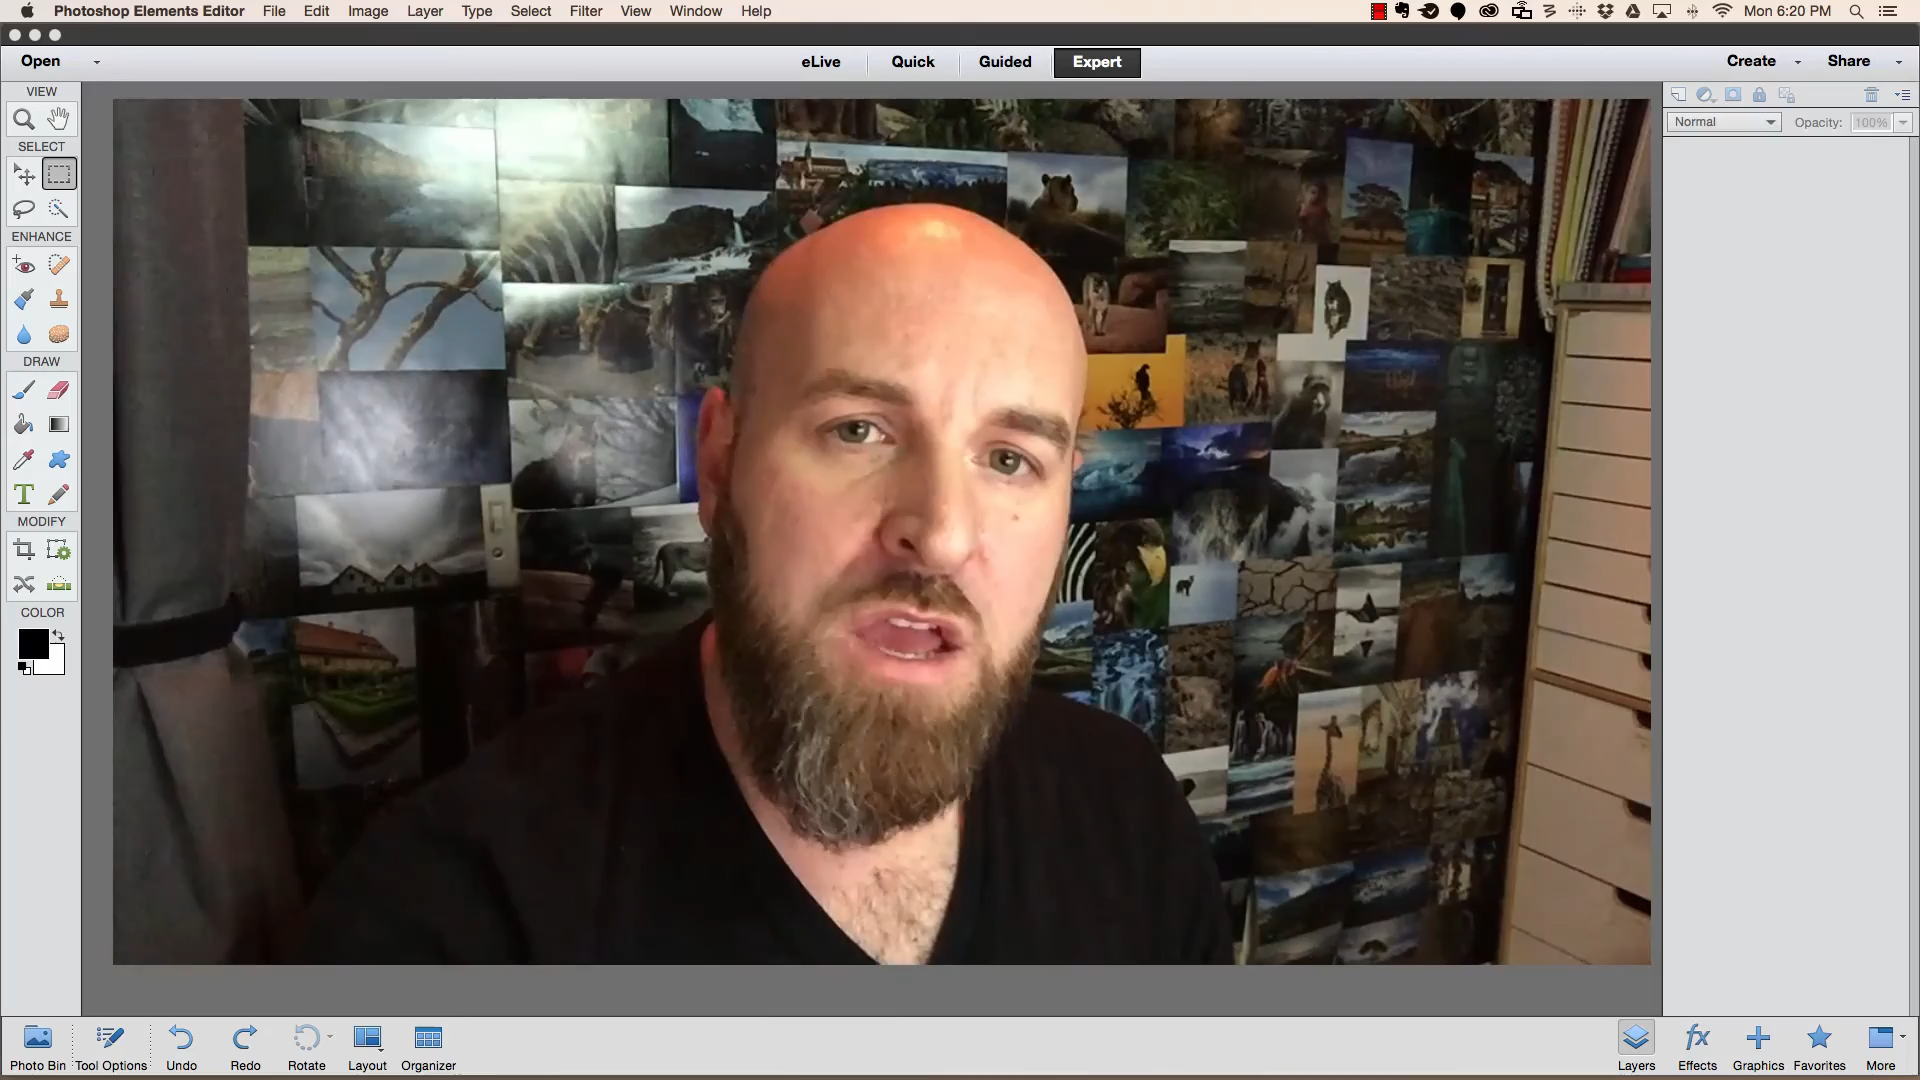 Photoshop Elements Editor File Edit Image Layer Type Select Filter View Window Help Mon 6:20 PM
Open eLive Quick Guided Expert Create Share
VIEW
Normal Opacity: 100%
SELECT
ENHANCE
DRAW
T
MODIFY
COLOR
fx
Photo Bin Tool Options Undo Redo Rotate Layout Organizer Layers Effects Graphics Favorites More